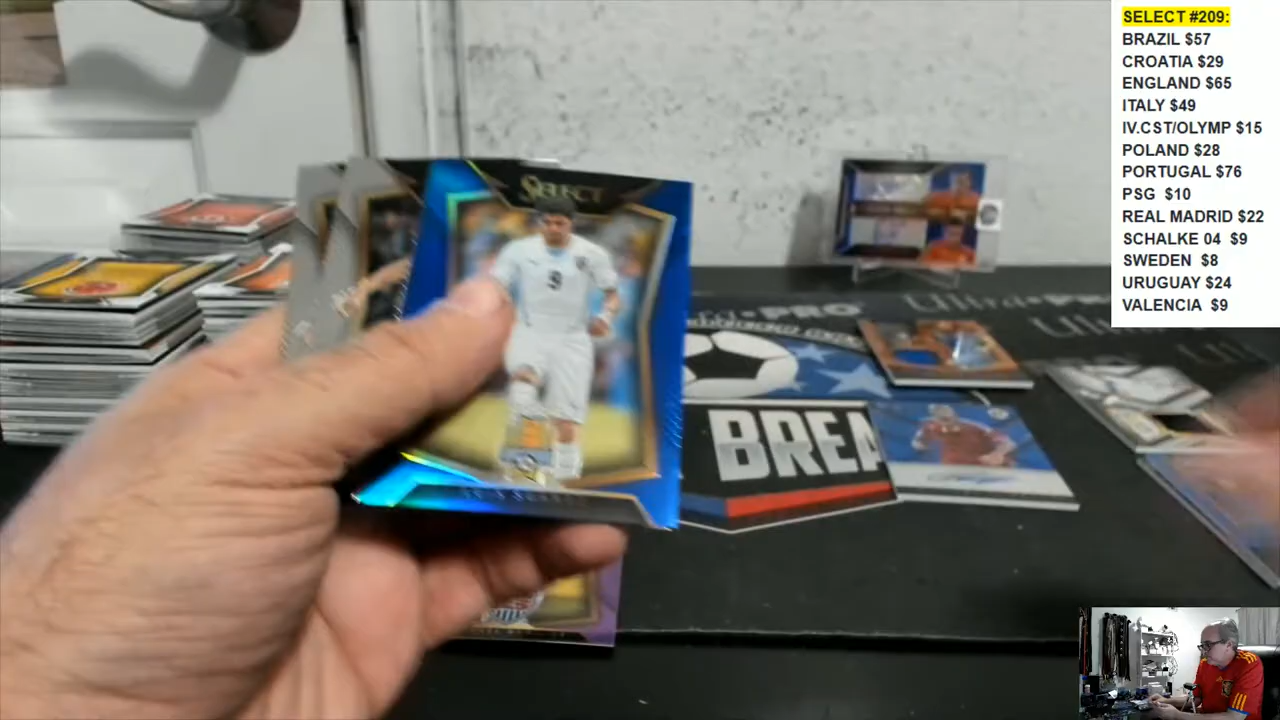 SELECT #209:
BRAZIL $57
CROATIA $29
ENGLAND $65
ITALY $49
IV.CST/OLYMP $15
POLAND $28
PORTUGAL $76
PSG $10
REAL MADRID $22
SCHALKE 04 $9
SWEDEN $8
URUGUAY $24
VALENCIA $9
SELECT
9
BREA